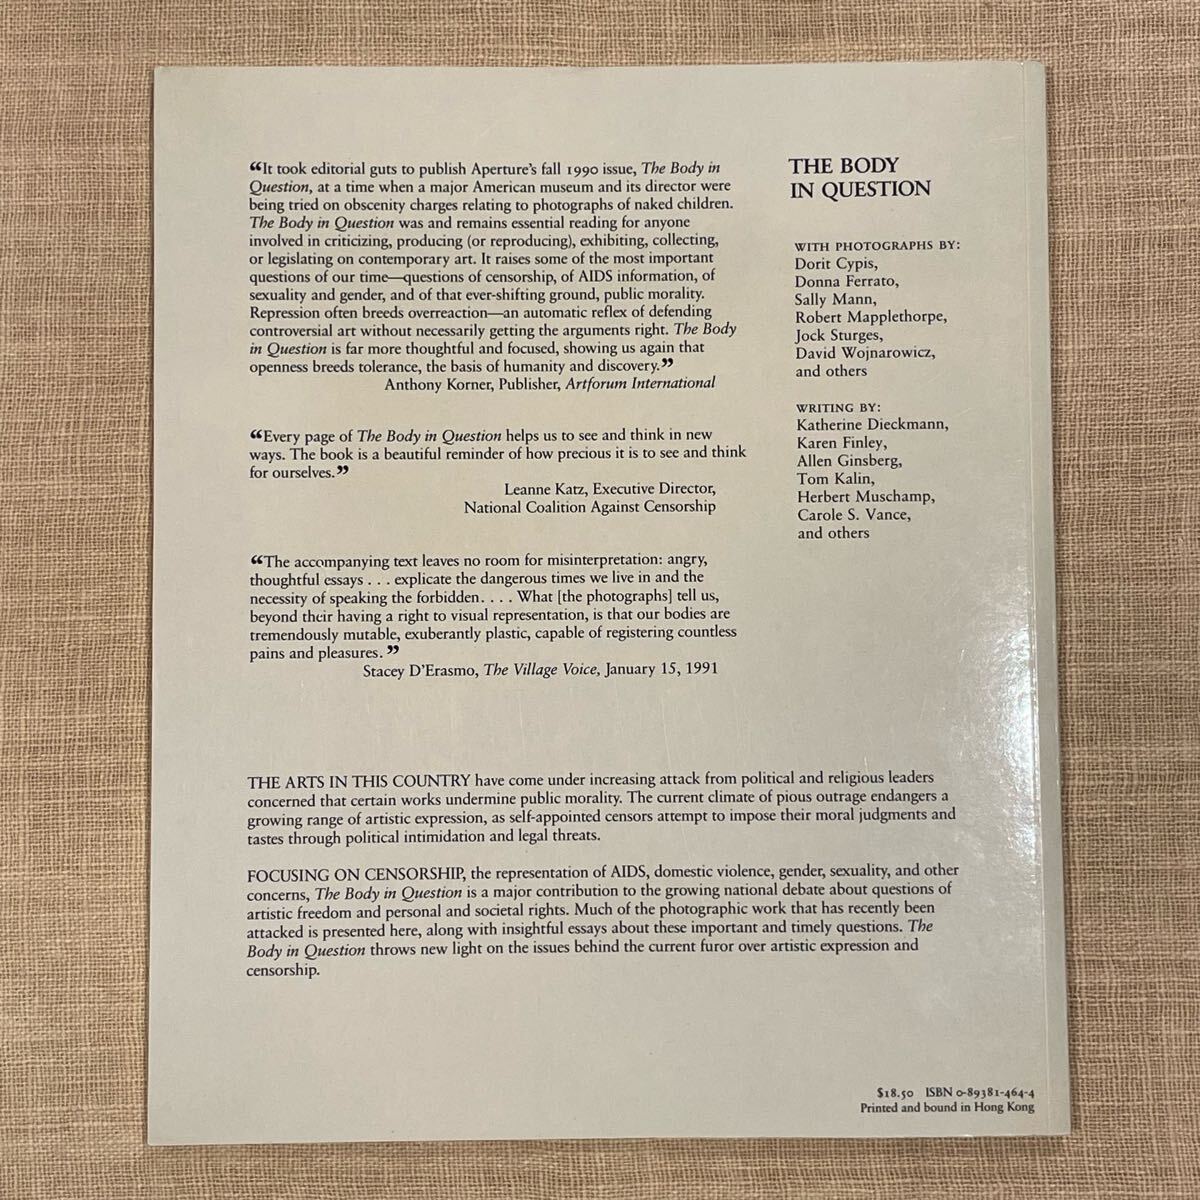 “It took editorial guts to publish Aperture's fall 1990 issue, The Body in
Question, at a time when a major American museum and its director were
being tried on obscenity charges relating to photographs of naked children.
The Body in Question was and remains essential reading for anyone
involved in criticizing, producing (or reproducing), exhibiting, collecting,
or legislating on contemporary art. It raises some of the most important
questions of our time—questions of censorship, of AIDS information, of
sexuality and gender, and of that ever-shifting ground, public morality.
Repression often breeds overreaction—an automatic reflex of defending
controversial art without necessarily getting the arguments right. The Body
in Question is far more thoughtful and focused, showing us again that
openness breeds tolerance, the basis of humanity and discovery.”
Anthony Korner, Publisher, Artforum International
“Every page of The Body in Question helps us to see and think in new
ways. The book is a beautiful reminder of how precious it is to see and think
for ourselves.”
Leanne Katz, Executive Director,
National Coalition Against Censorship
“The accompanying text leaves no room for misinterpretation: angry,
thoughtful essays . . . explicate the dangerous times we live in and the
necessity of speaking the forbidden. . . . What [the photographs] tell us,
beyond their having a right to visual representation, is that our bodies are
tremendously mutable, exuberantly plastic, capable of registering countless
pains and pleasures. ”
Stacey D'Erasmo, The Village Voice, January 15, 1991
THE BODY
IN QUESTION
WITH PHOTOGRAPHS BY:
Dorit Cypis,
Donna Ferrato,
Sally Mann,
Robert Mapplethorpe,
Jock Sturges,
David Wojnarowicz,
and others
WRITING BY:
Katherine Dieckmann,
Karen Finley,
Allen Ginsberg,
Tom Kalin,
Herbert Muschamp,
Carole S. Vance,
and others
THE ARTS IN THIS COUNTRY have come under increasing attack from political and religious leaders
concerned that certain works undermine public morality. The current climate of pious outrage endangers a
growing range of artistic expression, as self-appointed censors attempt to impose their moral judgments and
tastes through political intimidation and legal threats.
FOCUSING ON CENSORSHIP, the representation of AIDS, domestic violence, gender, sexuality, and other
concerns, The Body in Question is a major contribution to the growing national debate about questions of
artistic freedom and personal and societal rights. Much of the photographic work that has recently been
attacked is presented here, along with insightful essays about these important and timely questions. The
Body in Question throws new light on the issues behind the current furor over artistic expression and
censorship.
$18.50 ISBN 0-89381-464-4
Printed and bound in Hong Kong